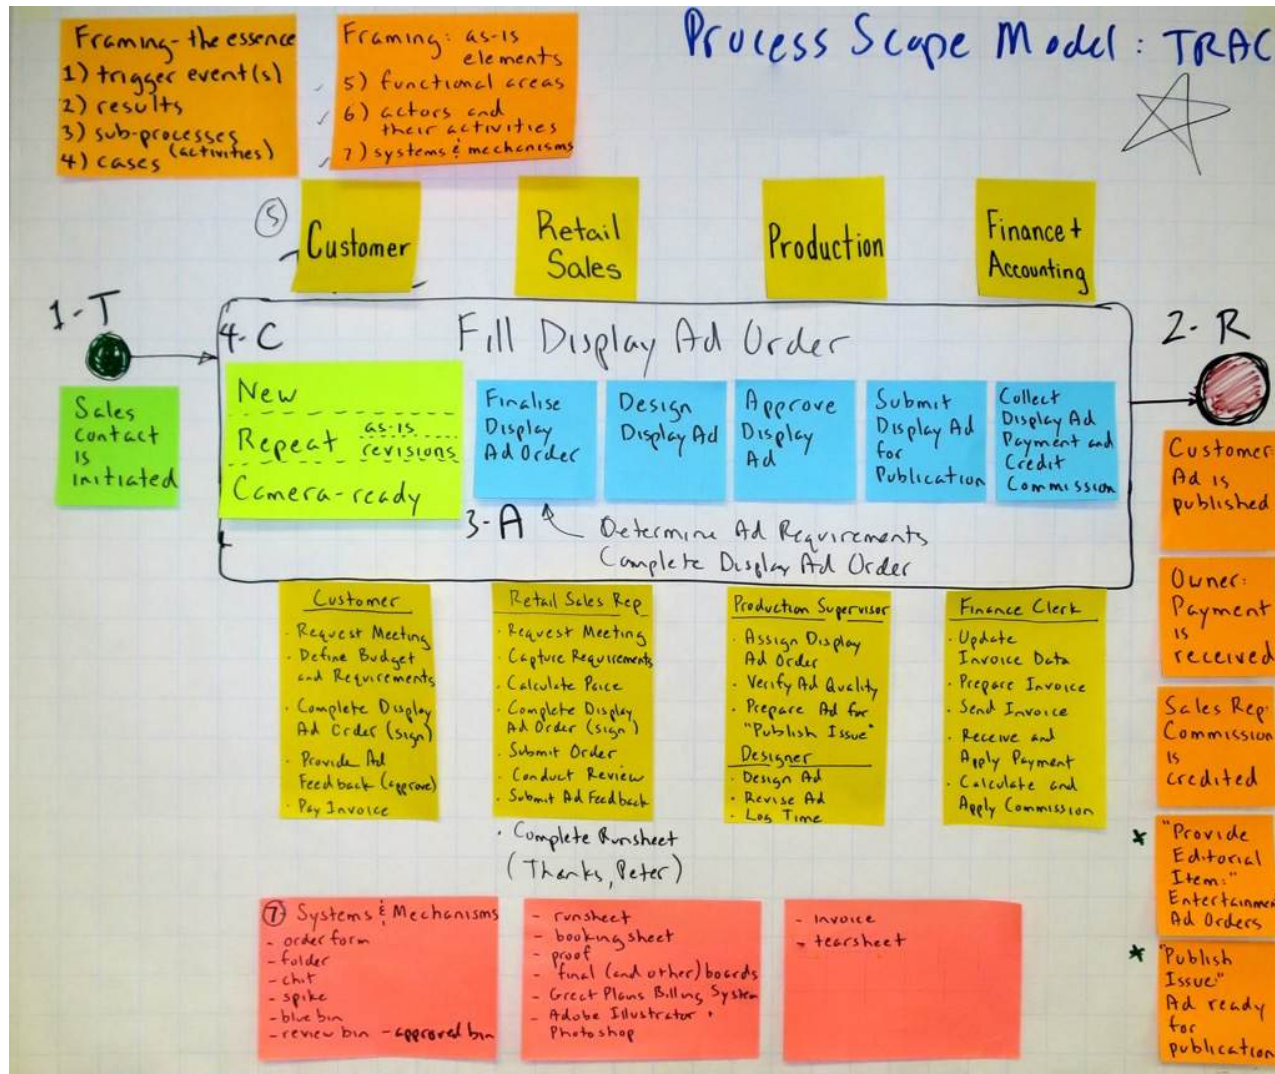 Framing - the essence
1) trigger event(s)
2) results
3) sub-processes
(activities)
4) cases
Framing: as-is
elements
5) functional areas
6) actors and
their activities
7) systems & mechanisms
Process Scope Model: TRAC
5
Customer
Retail
Sales
Production
Finance +
Accounting
1-T
Sales
contact
is
initiated
4-C
Fill Display Ad Order
New
Repeat as-is
revisions
Camera-ready
Finalise
Display
Ad Order
Design
Display Ad
Approve
Display
Ad
Submit
Display Ad
for
Publication
Collect
Display Ad
Payment and
Credit
Commission
3-A
Determine Ad Requirements
Complete Display Ad Order
2-R
Customer:
Ad is
published
Owner:
Payment
is
received
Sales Rep:
Commission
is
credited
* "Provide
Editorial
Item:"
Entertainmen
Ad Orders
* "Publish
Issue:"
Ad ready
for
publication
Customer
· Request Meeting
· Define Budget
and Requirements
· Complete Display
Ad Order (sign)
· Provide Ad
Feedback (approve)
· Pay Invoice
Retail Sales Rep
· Request Meeting
· Capture Requirements
· Calculate Price
· Complete Display
Ad Order (sign)
· Submit Order
· Conduct Review
· Submit Ad Feedback
· Complete Runsheet
(Thanks, Peter)
Production Supervisor
· Assign Display
Ad Order
· Verify Ad Quality
· Prepare Ad for
"Publish Issue"
Designer
· Design Ad
· Revise Ad
· Log Time
Finance Clerk
· Update
Invoice Data
· Prepare Invoice
· Send Invoice
· Receive and
Apply Payment
· Calculate and
Apply Commission
7 Systems & Mechanisms
- order form
- folder
- chit
- spike
- blue bin
- review bin - approved bin
- runsheet
- booking sheet
- proof
- final (and other) boards
- Great Plains Billing System
- Adobe Illustrator +
Photoshop
- invoice
- tearsheet